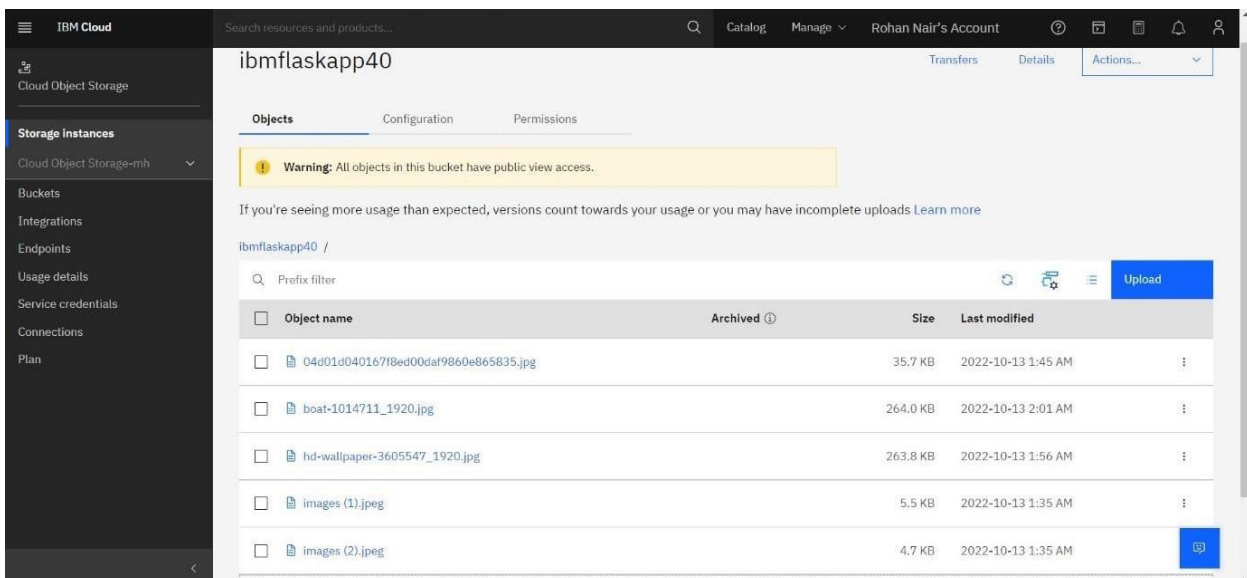 IBM Cloud
Search resources and products...
Catalog
Manage
Rohan Nair's Account
Cloud Object Storage
Storage instances
Cloud Object Storage-mh
Buckets
Integrations
Endpoints
Usage details
Service credentials
Connections
Plan
ibmflaskapp40
Transfers
Details
Actions...
Objects
Configuration
Permissions
Warning: All objects in this bucket have public view access.
If you're seeing more usage than expected, versions count towards your usage or you may have incomplete uploads Learn more
ibmflaskapp40 /
Prefix filter
Upload
Object name Archived Size Last modified
04d01d040167f8ed00daf9860e865835.jpg 35.7 KB 2022-10-13 1:45 AM
boat-1014711_1920.jpg 264.0 KB 2022-10-13 2:01 AM
hd-wallpaper-3605547_1920.jpg 263.8 KB 2022-10-13 1:56 AM
images (1).jpeg 5.5 KB 2022-10-13 1:35 AM
images (2).jpeg 4.7 KB 2022-10-13 1:35 AM